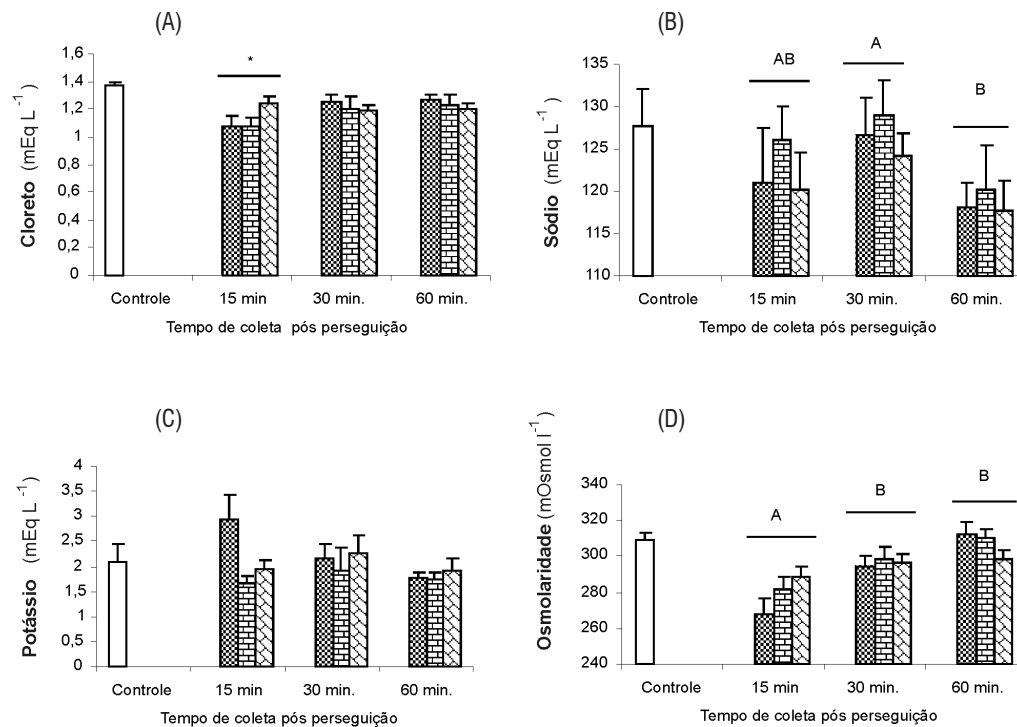 (A)
Cloreto (mEq L⁻¹)
1,6
1,4
1,2
1
0,8
0,6
0,4
0,2
0
*
Controle 15 min 30 min. 60 min.
Tempo de coleta pós perseguição
(B)
Sódio (mEq L⁻¹)
135
130
125
120
115
110
AB
A
B
Controle 15 min 30 min. 60 min.
Tempo de coleta pós perseguição
(C)
Potássio (mEq L⁻¹)
4
3,5
3
2,5
2
1,5
1
0,5
0
Controle 15 min 30 min. 60 min.
Tempo de coleta pós perseguição
(D)
Osmolaridade (mOsmol l⁻¹)
340
320
300
280
260
240
A
B
B
Controle 15 min 30 min. 60 min.
Tempo de coleta pós perseguição